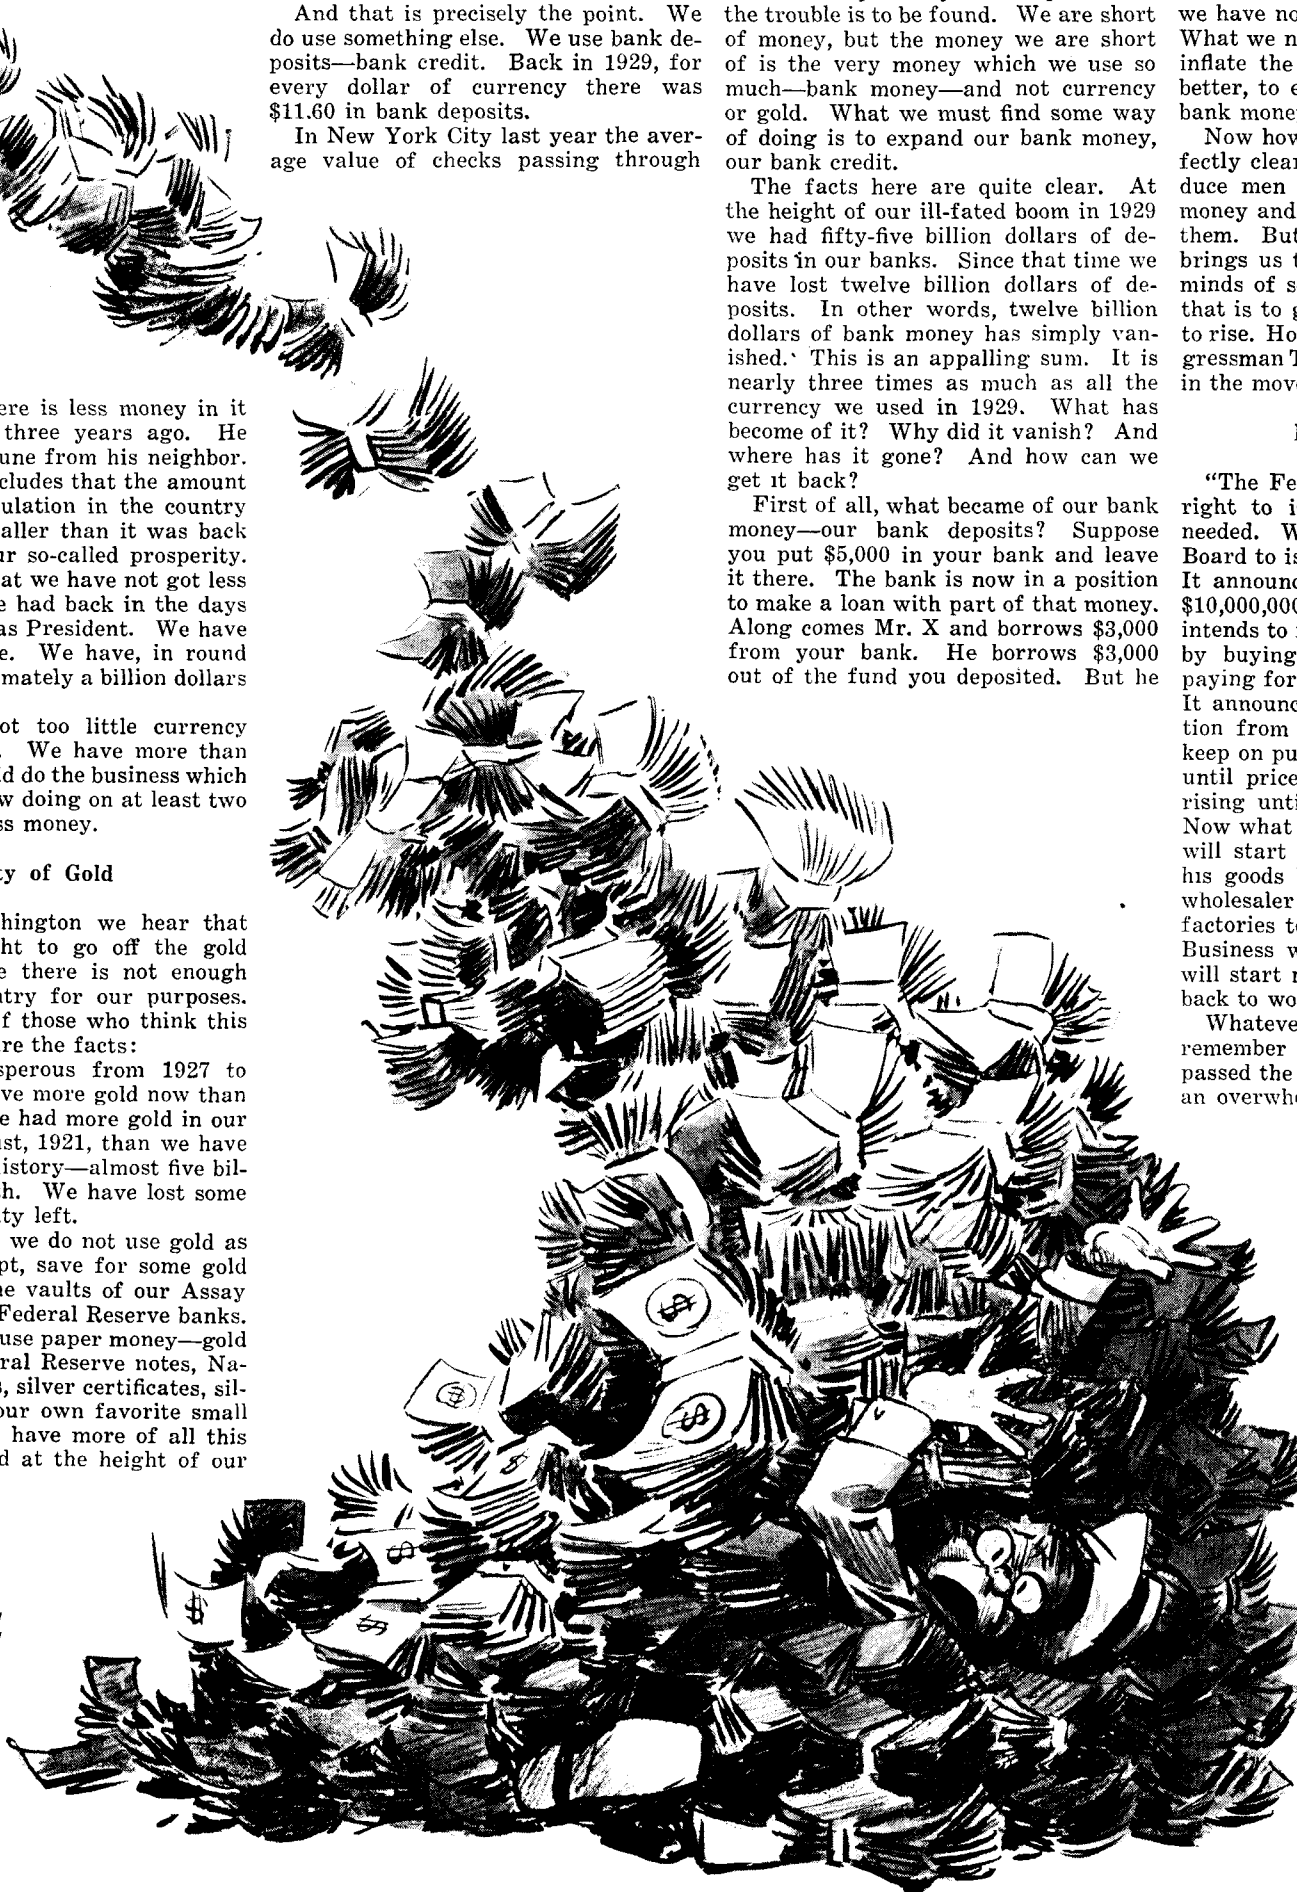 ere is less money in it
three years ago. He
une from his neighbor.
cludes that the amount
ulation in the country
aller than it was back
ur so-called prosperity.
at we have not got less
e had back in the days
as President. We have
e. We have, in round
mately a billion dollars
ot too little currency
. We have more than
ld do the business which
w doing on at least two
ss money.
ty of Gold
hington we hear that
ht to go off the gold
e there is not enough
ntry for our purposes.
f those who think this
re the facts:
sperous from 1927 to
ve more gold now than
e had more gold in our
ust, 1921, than we have
history—almost five bil-
h. We have lost some
ty left.
we do not use gold as
pt, save for some gold
he vaults of our Assay
Federal Reserve banks.
use paper money—gold
ral Reserve notes, Na-
s, silver certificates, sil-
our own favorite small
have more of all this
d at the height of our
And that is precisely the point. We
do use something else. We use bank de-
posits—bank credit. Back in 1929, for
every dollar of currency there was
$11.60 in bank deposits.
In New York City last year the aver-
age value of checks passing through
the trouble is to be found. We are short
of money, but the money we are short
of is the very money which we use so
much—bank money—and not currency
or gold. What we must find some way
of doing is to expand our bank money,
our bank credit.
The facts here are quite clear. At
the height of our ill-fated boom in 1929
we had fifty-five billion dollars of de-
posits in our banks. Since that time we
have lost twelve billion dollars of de-
posits. In other words, twelve billion
dollars of bank money has simply van-
ished. This is an appalling sum. It is
nearly three times as much as all the
currency we used in 1929. What has
become of it? Why did it vanish? And
where has it gone? And how can we
get it back?
First of all, what became of our bank
money—our bank deposits? Suppose
you put $5,000 in your bank and leave
it there. The bank is now in a position
to make a loan with part of that money.
Along comes Mr. X and borrows $3,000
from your bank. He borrows $3,000
out of the fund you deposited. But he
we have no
What we n
inflate the
better, to e
bank mone
Now how
fectly clear
duce men
money and
them. But
brings us t
minds of s
that is to g
to rise. Ho
gressman T
in the mov
"The Fe
right to i
needed. W
Board to is
It announc
$10,000,000
intends to
by buying
paying for
It announc
tion from
keep on pu
until price
rising unti
Now what
will start
his goods
wholesaler
factories t
Business w
will start
back to wo
Whateve
remember
passed the
an overwh
$
$
$
$
$
$
$